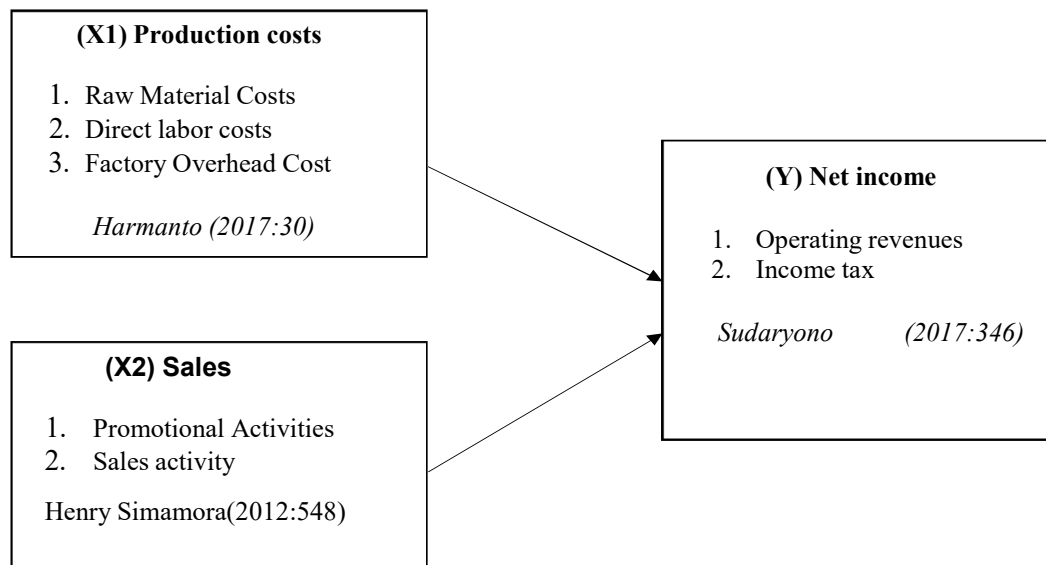 (X1) Production costs
1. Raw Material Costs
2. Direct labor costs
3. Factory Overhead Cost
Harmanto (2017:30)
(X2) Sales
1. Promotional Activities
2. Sales activity
Henry Simamora(2012:548)
(Y) Net income
1. Operating revenues
2. Income tax
Sudaryono (2017:346)